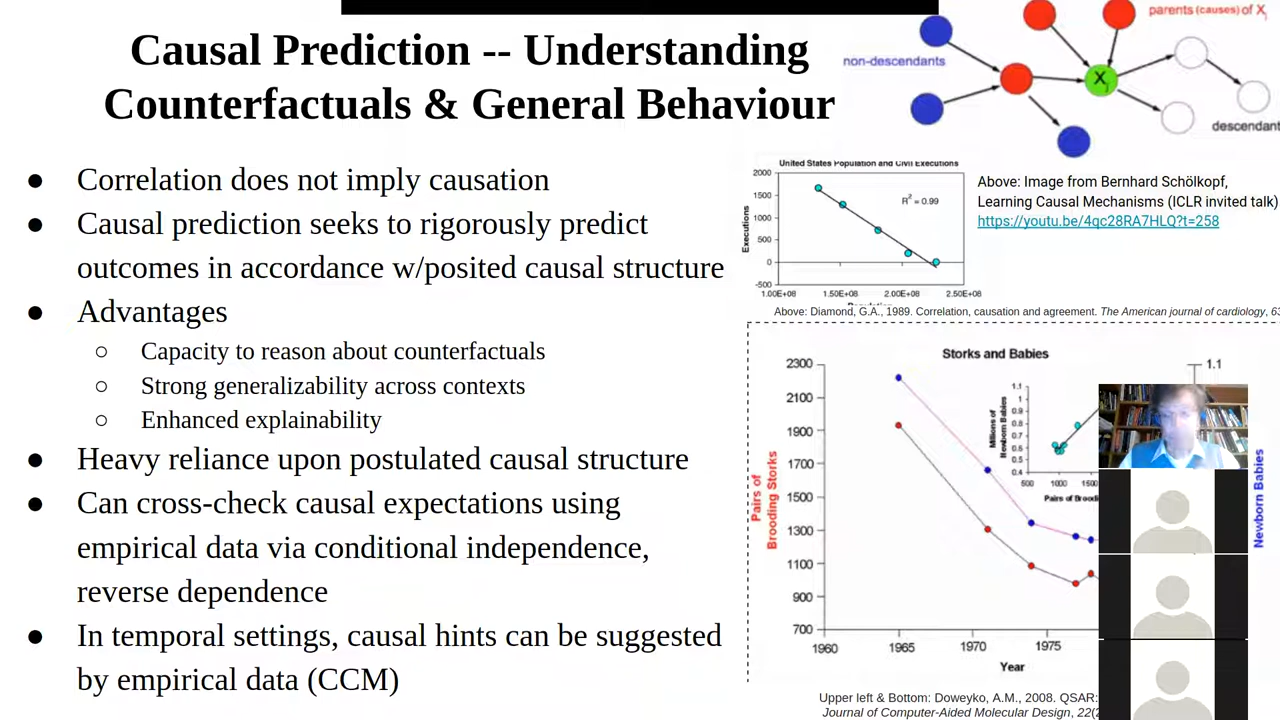 Causal Prediction -- Understanding
Counterfactuals & General Behaviour
● Correlation does not imply causation
● Causal prediction seeks to rigorously predict
outcomes in accordance w/posited causal structure
● Advantages
○ Capacity to reason about counterfactuals
○ Strong generalizability across contexts
○ Enhanced explainability
● Heavy reliance upon postulated causal structure
● Can cross-check causal expectations using
empirical data via conditional independence,
reverse dependence
● In temporal settings, causal hints can be suggested
by empirical data (CCM)
parents (causes) of Xj
non-descendants
Xj
descendant
United States Population and Civil Executions
2000
1500
1000
500
0
-500
Executions
R² = 0.99
1.00E+08 1.50E+08 2.00E+08 2.50E+08
Above: Image from Bernhard Schölkopf,
Learning Causal Mechanisms (ICLR invited talk)
https://youtu.be/4qc28RA7HLQ?t=258
Above: Diamond, G.A., 1989. Correlation, causation and agreement. The American journal of cardiology, 63
Storks and Babies
2300
2100
1900
1700
1500
1300
1100
900
700
Pairs of
Brooding Storks
1960 1965 1970 1975
Year
1.1
Newborn Babies
1.1
1
0.9
0.8
0.7
0.6
0.5
0.4
Millions of
Newborn Babies
500 1000 1500
Pairs of Broodi
Upper left & Bottom: Doweyko, A.M., 2008. QSAR:
Journal of Computer-Aided Molecular Design, 22(2